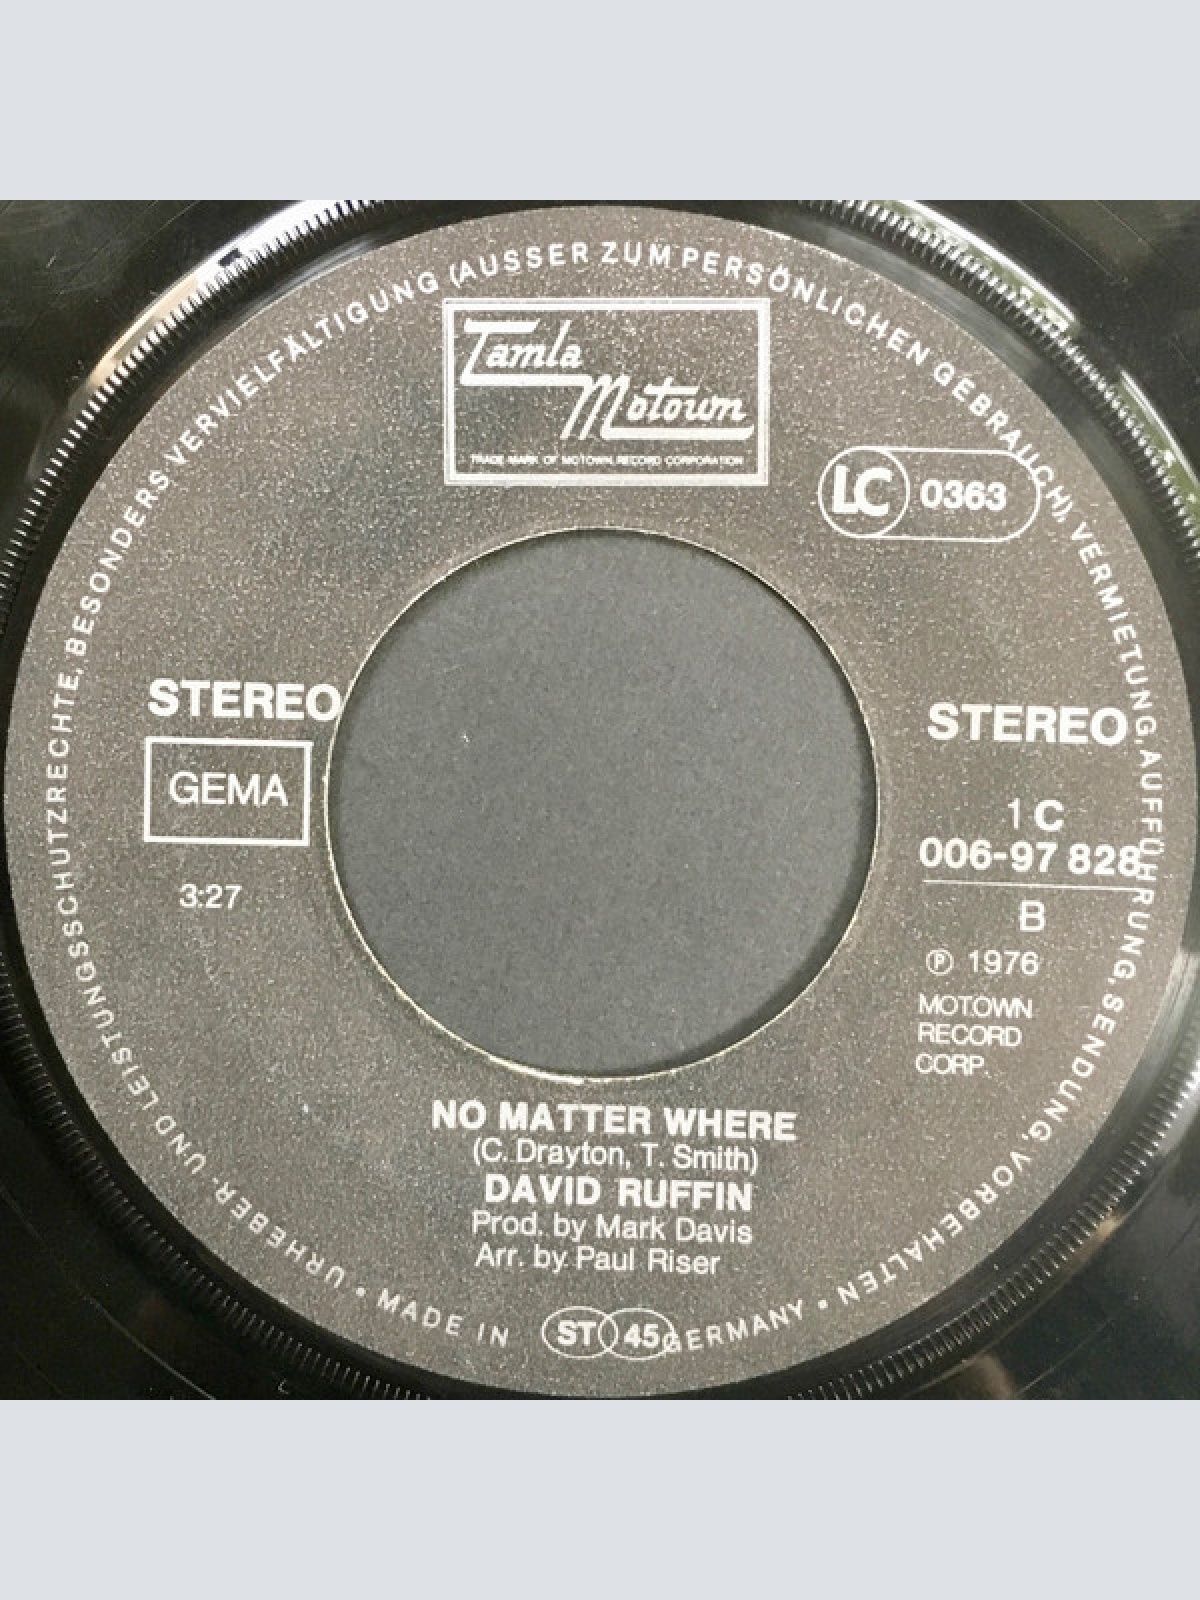 URHEBER- UND LEISTUNGSSCHUTZRECHTE, BESONDERS VERVIELFÄLTIGUNG (AUSSER ZUM PERSÖNLICHEN GEBRAUCH), VERMIETUNG, AUFFÜHRUNG, SENDUNG, VORBEHALTEN •
Tamla
Motown
TRADE MARK OF MOTOWN RECORD CORPORATION
LC 0363
STEREO
GEMA
3:27
STEREO
1 C
006-97 828
B
℗ 1976
MOTOWN
RECORD
CORP.
NO MATTER WHERE
(C. Drayton, T. Smith)
DAVID RUFFIN
Prod. by Mark Davis
Arr. by Paul Riser
• MADE IN GERMANY
ST 45